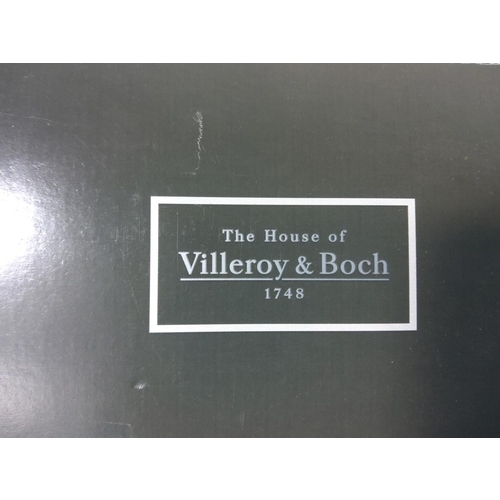 The House of
Villeroy & Boch
1748